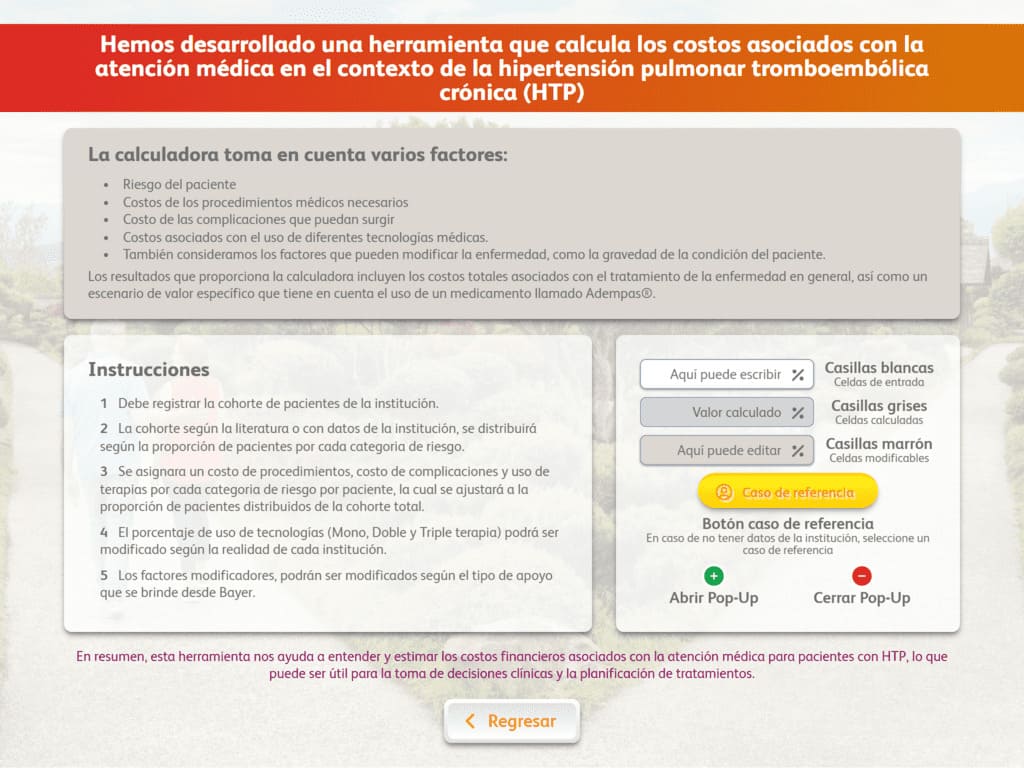 Hemos desarrollado una herramienta que calcula los costos asociados con la
atención médica en el contexto de la hipertensión pulmonar tromboembólica
crónica (HTP)
La calculadora toma en cuenta varios factores:
• Riesgo del paciente
• Costos de los procedimientos médicos necesarios
• Costo de las complicaciones que puedan surgir
• Costos asociados con el uso de diferentes tecnologías médicas.
• También consideramos los factores que pueden modificar la enfermedad, como la gravedad de la condición del paciente.
Los resultados que proporciona la calculadora incluyen los costos totales asociados con el tratamiento de la enfermedad en general, así como un
escenario de valor específico que tiene en cuenta el uso de un medicamento llamado Adempas®.
Instrucciones
1 Debe registrar la cohorte de pacientes de la institución.
2 La cohorte según la literatura o con datos de la institución, se distribuirá
según la proporción de pacientes por cada categoria de riesgo.
3 Se asignara un costo de procedimientos, costo de complicaciones y uso de
terapias por cada categoria de riesgo por paciente, la cual se ajustará a la
proporción de pacientes distribuidos de la cohorte total.
4 El porcentaje de uso de tecnologías (Mono, Doble y Triple terapia) podrá ser
modificado según la realidad de cada institución.
5 Los factores modificadores, podrán ser modificados según el tipo de apoyo
que se brinde desde Bayer.
Aquí puede escribir %
Casillas blancas
Celdas de entrada
Valor calculado %
Casillas grises
Celdas calculadas
Aquí puede editar %
Casillas marrón
Celdas modificables
Caso de referencia
Botón caso de referencia
En caso de no tener datos de la institución, seleccione un
caso de referencia
Abrir Pop-Up
Cerrar Pop-Up
En resumen, esta herramienta nos ayuda a entender y estimar los costos financieros asociados con la atención médica para pacientes con HTP, lo que
puede ser útil para la toma de decisiones clínicas y la planificación de tratamientos.
Regresar